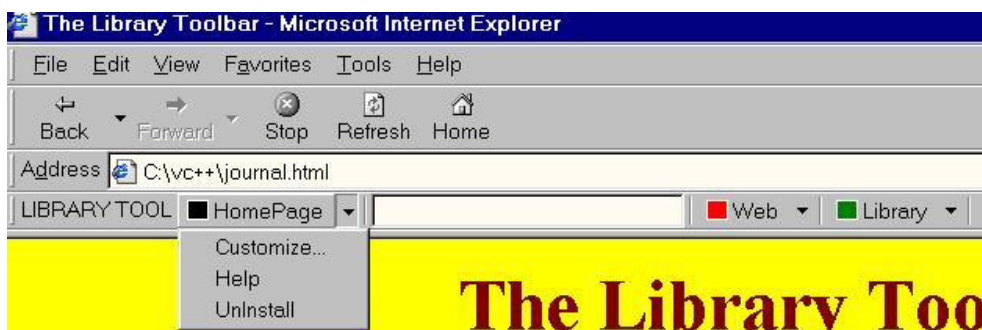 The Library Toolbar - Microsoft Internet Explorer
File Edit View Favorites Tools Help
Back Forward Stop Refresh Home
Address C:\vc++\journal.html
LIBRARY TOOL HomePage Web Library
Customize...
Help
UnInstall
The Library Too